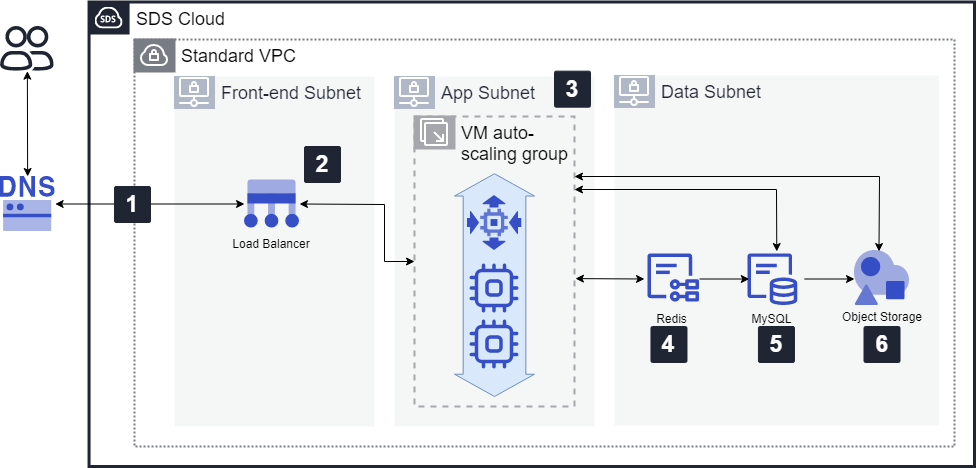 SDS
SDS Cloud
Standard VPC
Front-end Subnet
App Subnet
3
Data Subnet
VM auto-
scaling group
2
DNS
1
Load Balancer
Redis
MySQL
Object Storage
4
5
6